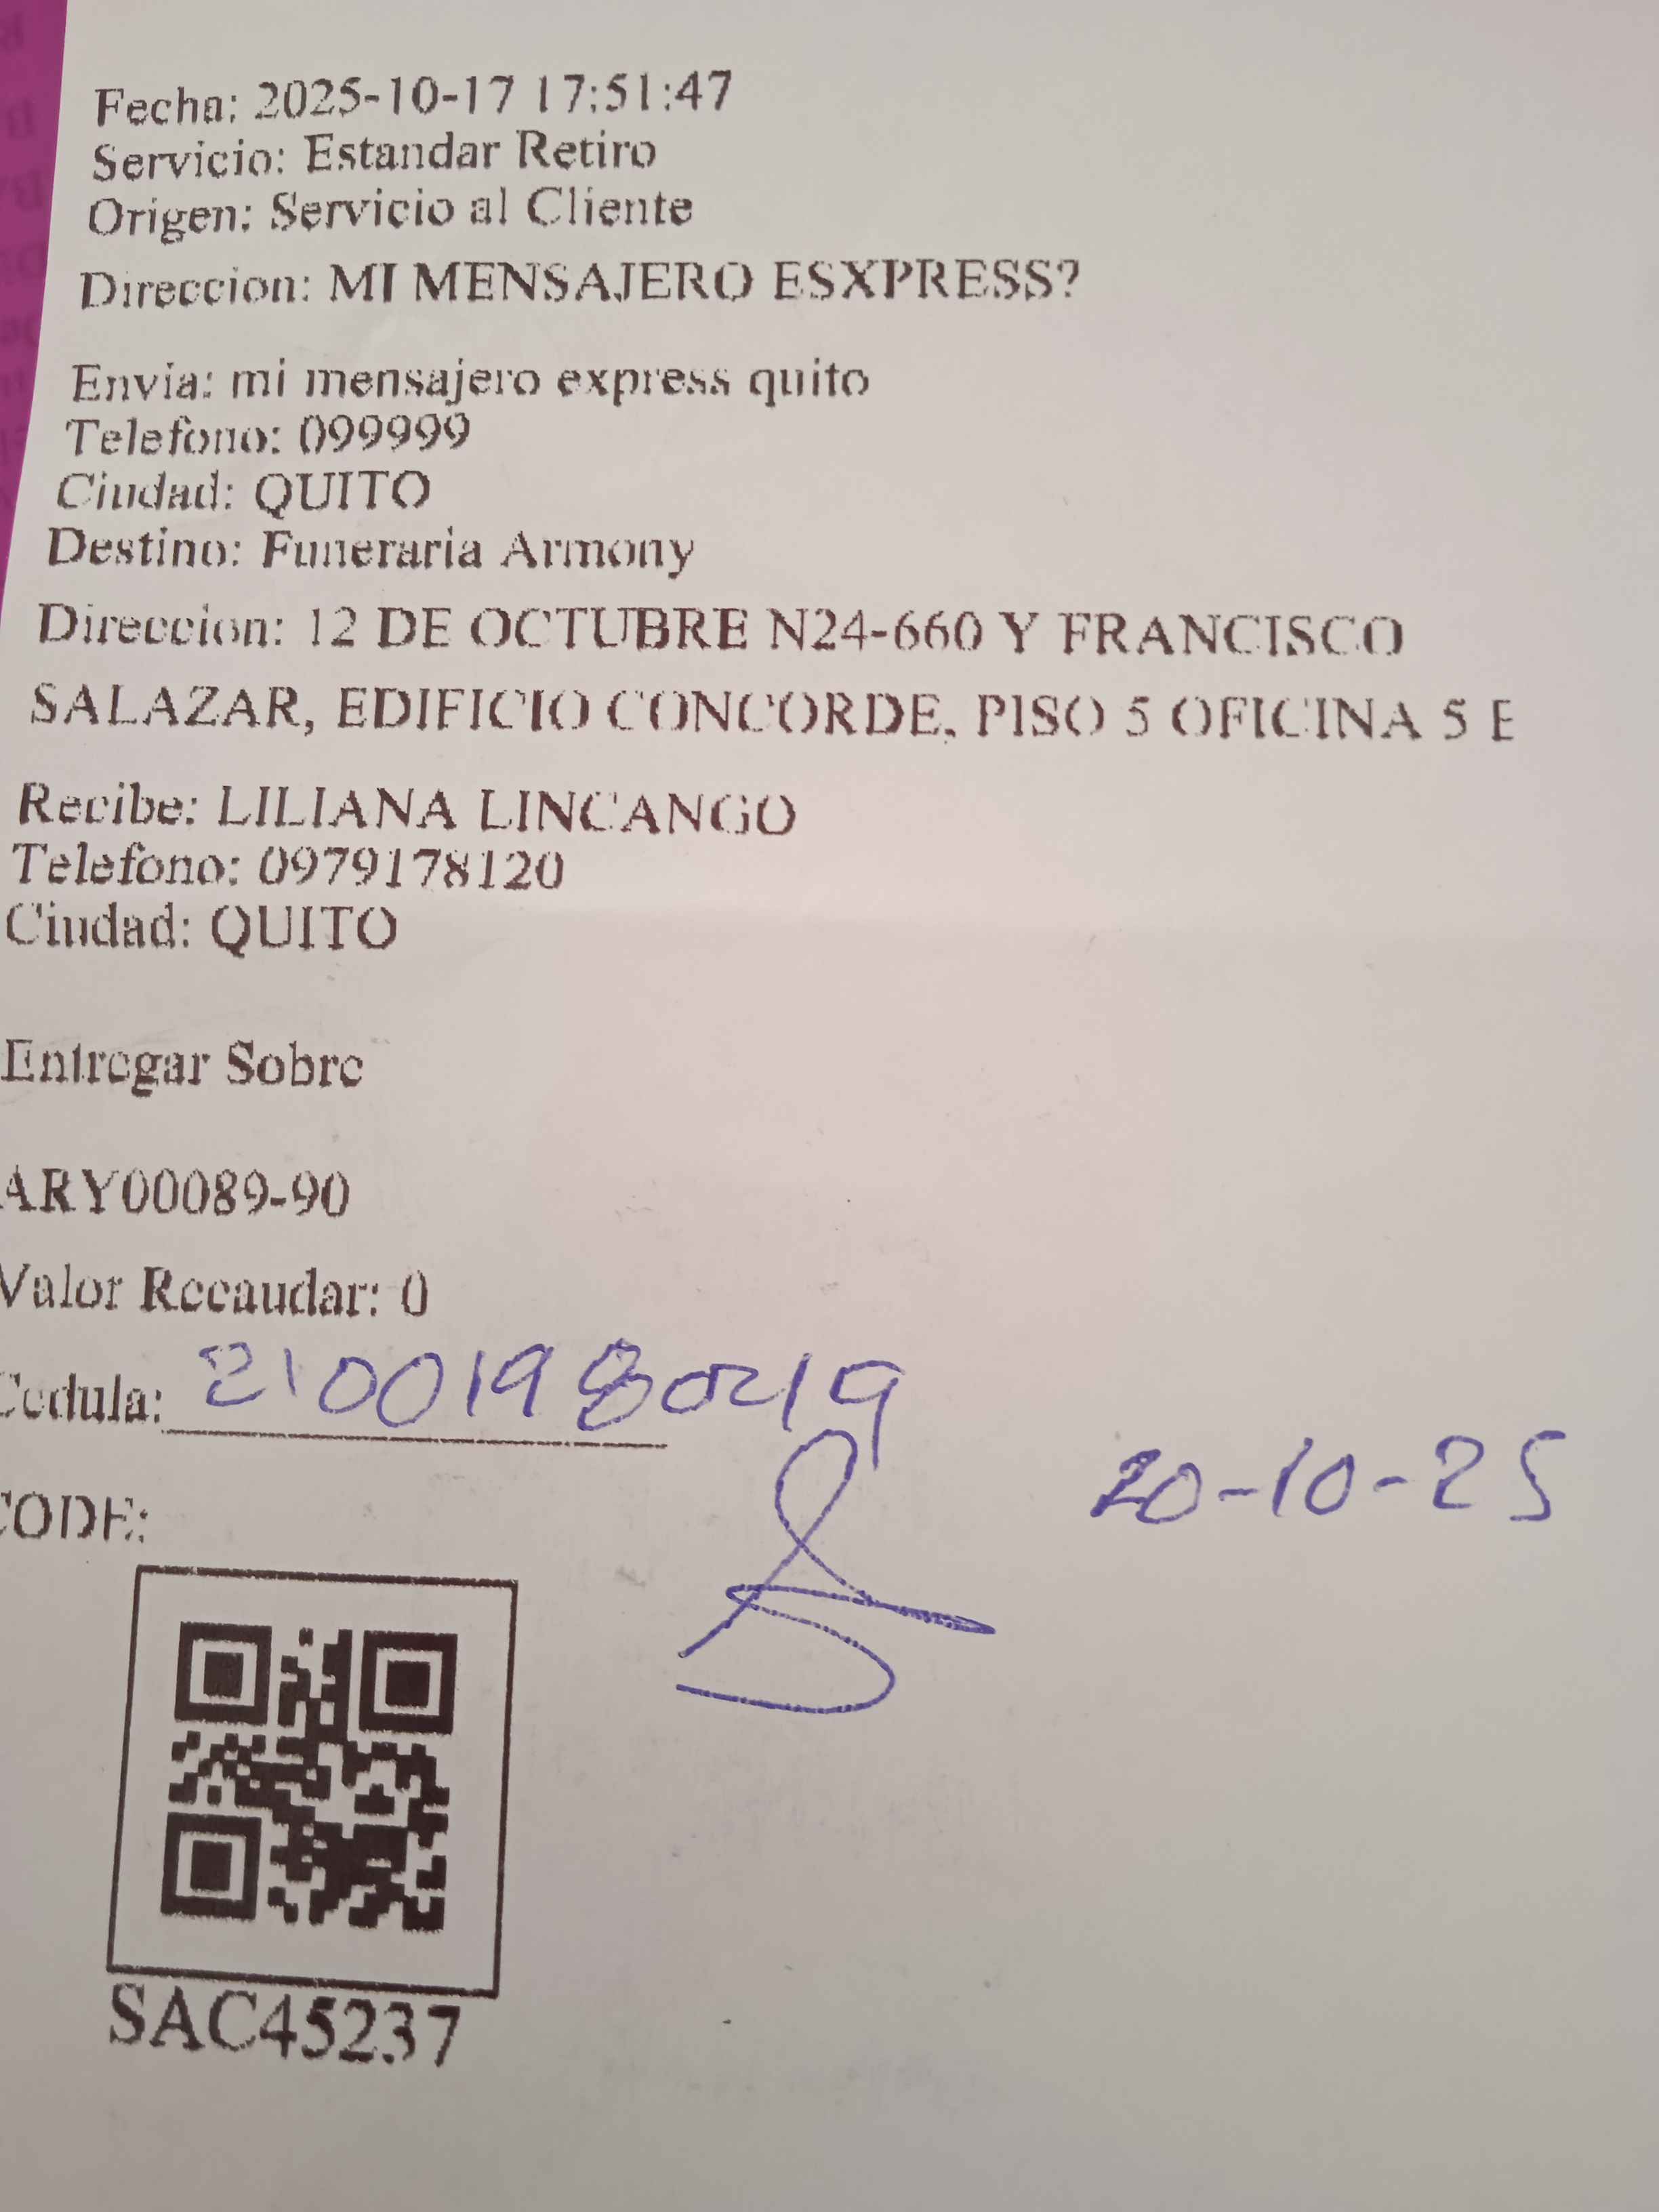 Fecha: 2025-10-17 17:51:47
Servicio: Estandar Retiro
Origen: Servicio al Cliente
Direccion: MI MENSAJERO ESXPRESS?
Envia: mi mensajero express quito
Telefono: 099999
Ciudad: QUITO
Destino: Funeraria Armony
Direccion: 12 DE OCTUBRE N24-660 Y FRANCISCO
SALAZAR, EDIFICIO CONCORDE, PISO 5 OFICINA 5 E
Recibe: LILIANA LINCANGO
Telefono: 0979178120
Ciudad: QUITO
Entregar Sobre
ARY00089-90
Valor Recaudar: 0
Cedula: 2100198049
20-10-25
CODE:
SAC45237